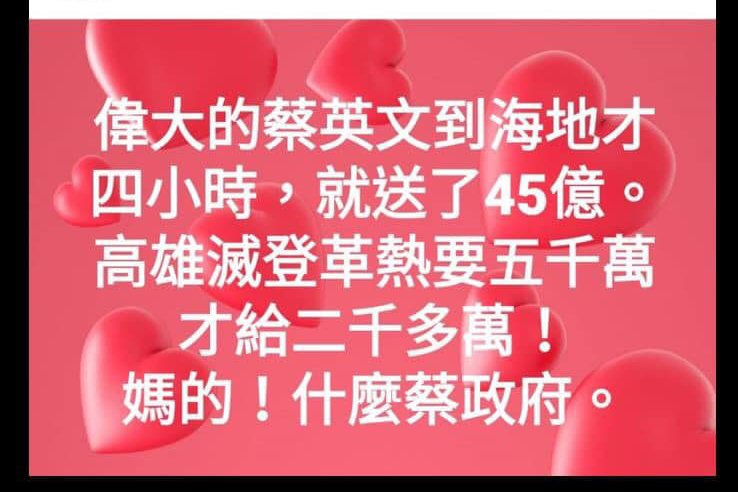 偉大的蔡英文到海地才
四小時，就送了45億。
高雄滅登革熱要五千萬
才給二千多萬！
媽的！什麼蔡政府。